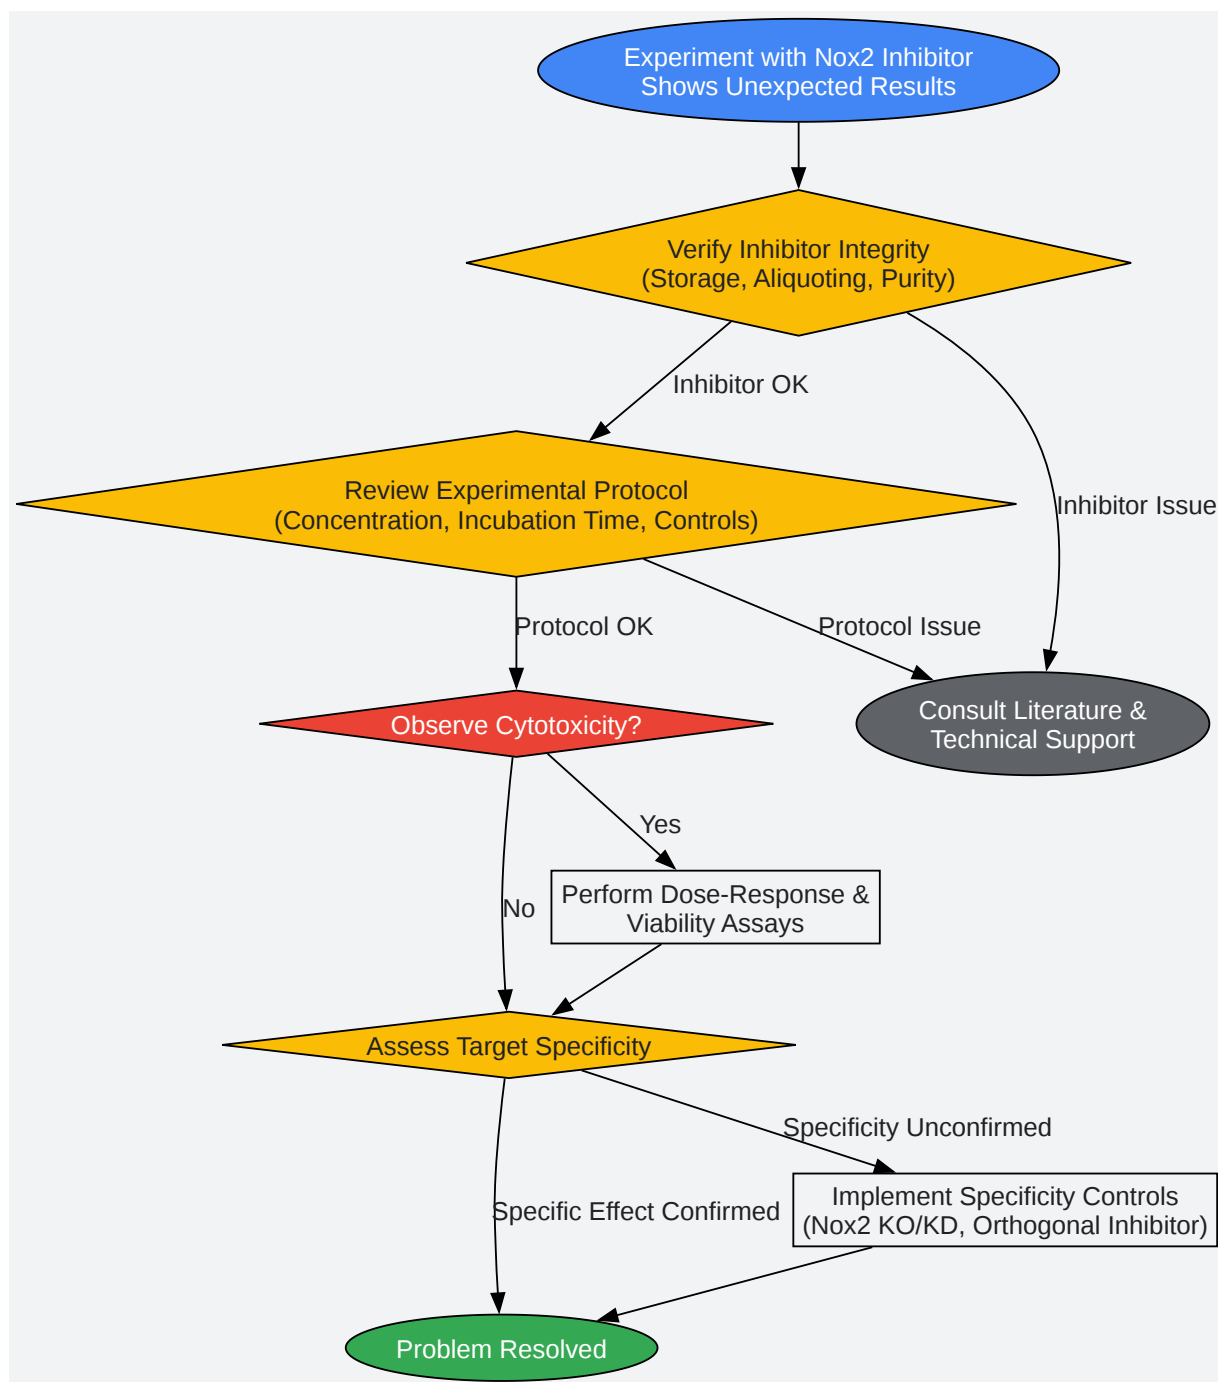 Experiment with Nox2 Inhibitor
Shows Unexpected Results
Verify Inhibitor Integrity
(Storage, Aliquoting, Purity)
Inhibitor OK
Review Experimental Protocol
(Concentration, Incubation Time, Controls)
Inhibitor Issue
Protocol OK
Protocol Issue
Observe Cytotoxicity?
Consult Literature &
Technical Support
Yes
No
Perform Dose-Response &
Viability Assays
Assess Target Specificity
Specificity Unconfirmed
Specific Effect Confirmed
Implement Specificity Controls
(Nox2 KO/KD, Orthogonal Inhibitor)
Problem Resolved